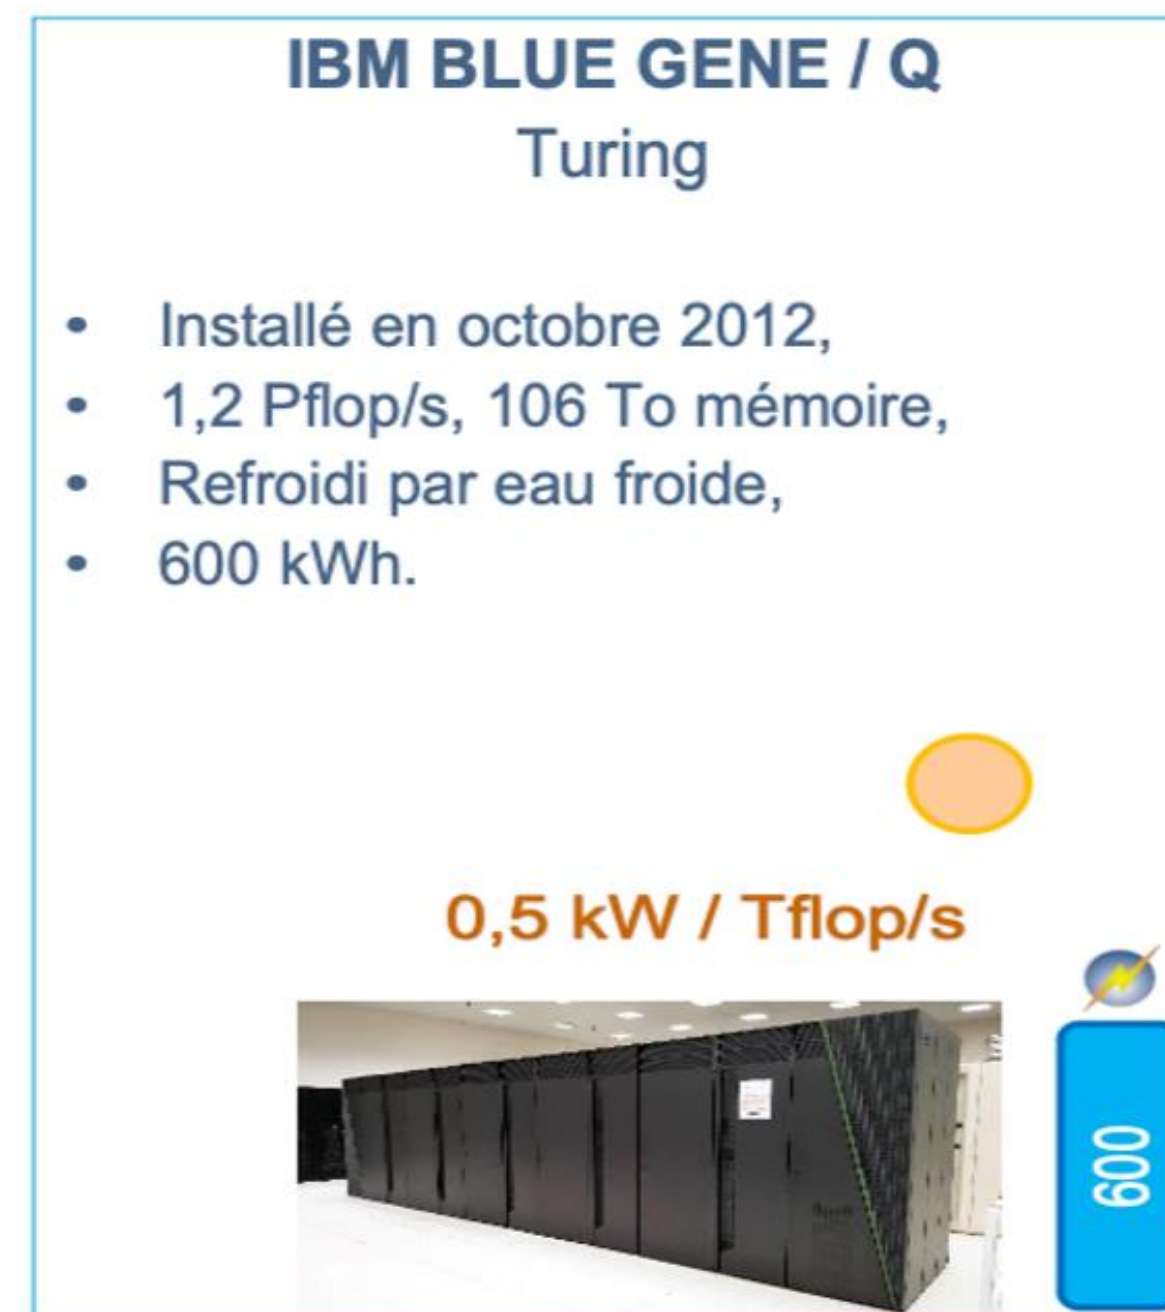 IBM BLUE GENE / Q
Turing
• Installé en octobre 2012,
• 1,2 Pflop/s, 106 To mémoire,
• Refroidi par eau froide,
• 600 kWh.
0,5 kW / Tflop/s
600